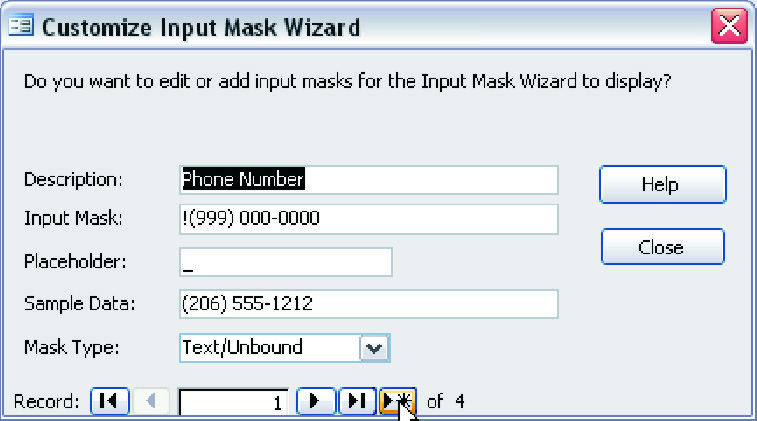 Customize Input Mask Wizard
Do you want to edit or add input masks for the Input Mask Wizard to display?
Description: Phone Number
Help
Input Mask: !(999) 000-0000
Close
Placeholder: _
Sample Data: (206) 555-1212
Mask Type: Text/Unbound
Record: 1 of 4